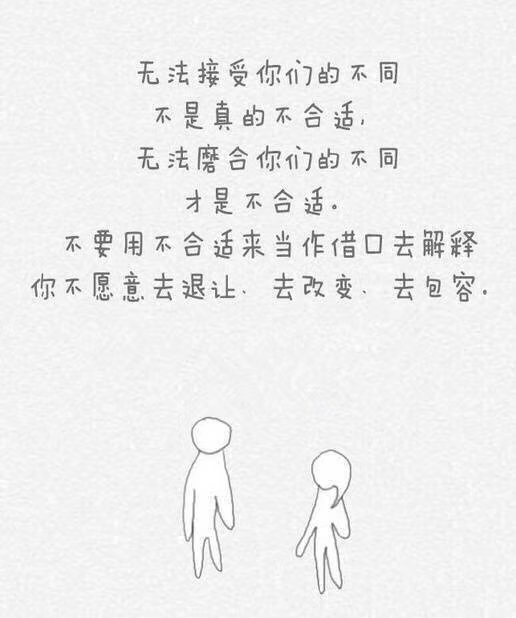 无法接受你们的不同
不是真的不合适,
无法磨合你们的不同
才是不合适。
不要用不合适来当作借口去解释
你不愿意去退让、去改变、去包容.